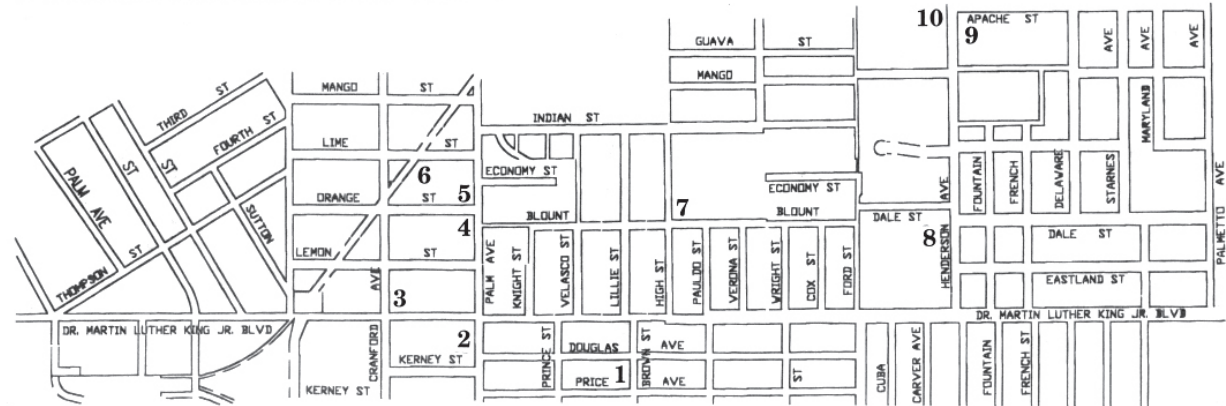 10
APACHE ST
9
AVE
AVE
AVE
GUAVA ST
MANGO
MANGO ST
THIRD ST
FOURTH ST
MARYLAND
INDIAN ST
LIME ST
ST
ST
PALM AVE
6
ECONOMY ST
ECONOMY ST
AVE
FOUNTAIN
FRENCH
DELAWARE
STARNES
PALMETTO AVE
ORANGE ST
5
7
BLOUNT
BLOUNT
DALE ST
SUTTON
4
8
DALE ST
LEMON ST
ST
THOMPSON
PALM AVE
KNIGHT ST
VELASCO ST
LILLIE ST
HIGH ST
PAULDO ST
VERONA ST
WRIGHT ST
COX ST
FORD ST
HENDERSON
AVE
EASTLAND ST
3
DR. MARTIN LUTHER KING JR. BLVD
DR. MARTIN LUTHER KING JR. BLVD
2
CRANFORD
KERNEY ST
PRINCE ST
DOUGLAS AVE
BROWN ST
KERNEY ST
PRICE AVE
1
ST
CUBA
CARVER AVE
FOUNTAIN
FRENCH ST